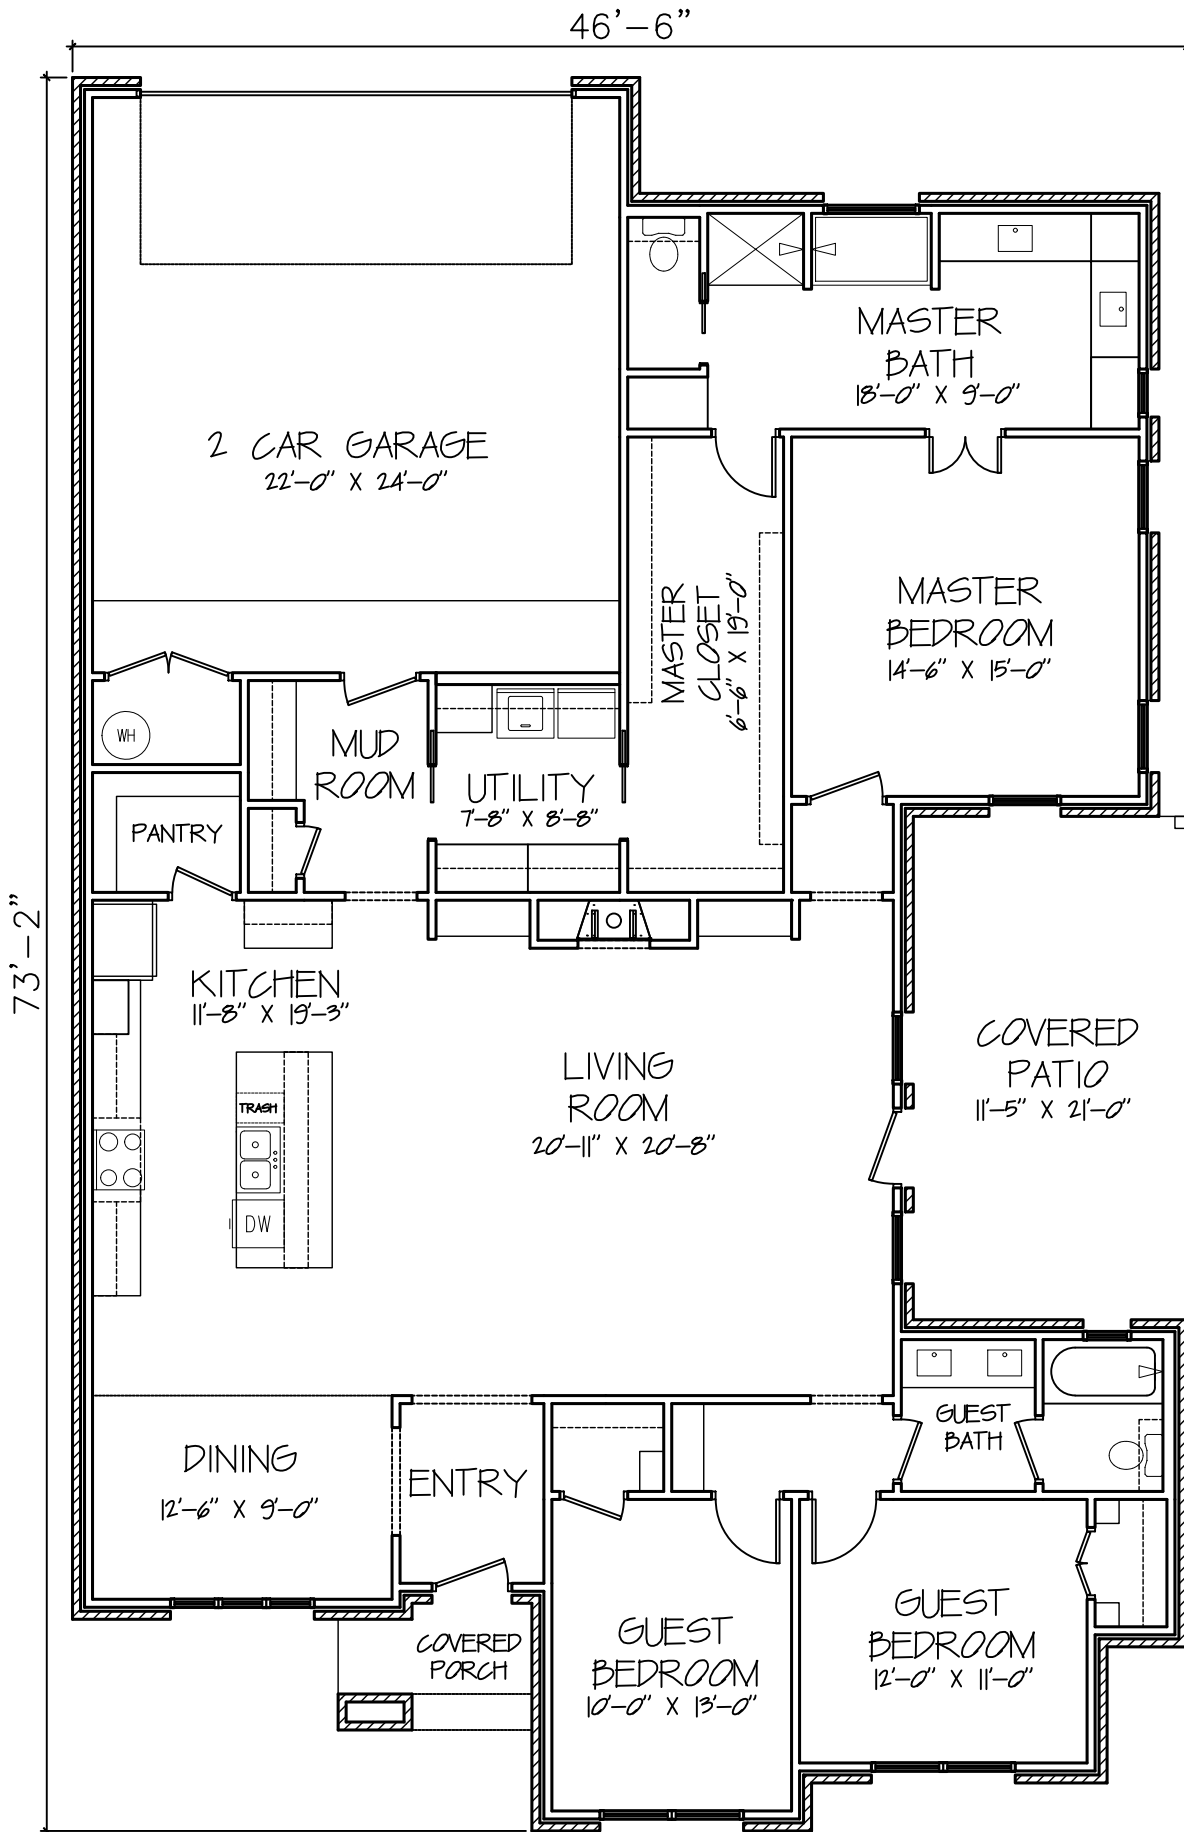 46'-6"
MASTER
BATH
18'-0" X 9'-0"
2 CAR GARAGE
22'-0" X 24'-0"
MASTER
CLOSET
6'-6" X 19'-0"
MASTER
BEDROOM
14'-6" X 15'-0"
WH
MUD
ROOM
UTILITY
7'-8" X 8'-8"
PANTRY
73'-2"
KITCHEN
11'-8" X 19'-3"
LIVING
ROOM
20'-11" X 20'-8"
COVERED
PATIO
11'-5" X 21'-0"
TRASH
DW
GUEST
BATH
DINING
12'-6" X 9'-0"
ENTRY
COVERED
PORCH
GUEST
BEDROOM
10'-0" X 13'-0"
GUEST
BEDROOM
12'-0" X 11'-0"